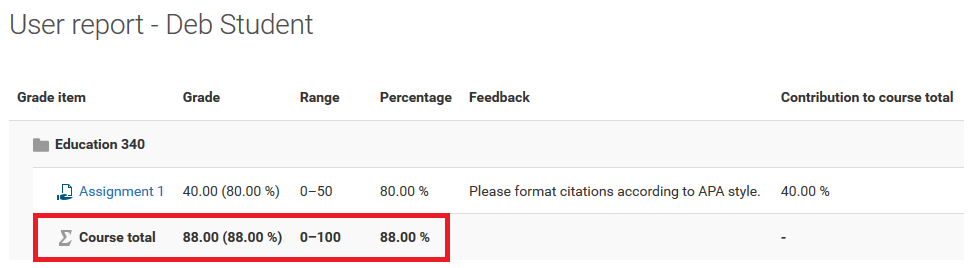 User report - Deb Student
Grade item Grade Range Percentage Feedback Contribution to course total
Education 340
Assignment 1 40.00 (80.00 %) 0–50 80.00 % Please format citations according to APA style. 40.00 %
Course total 88.00 (88.00 %) 0–100 88.00 % -